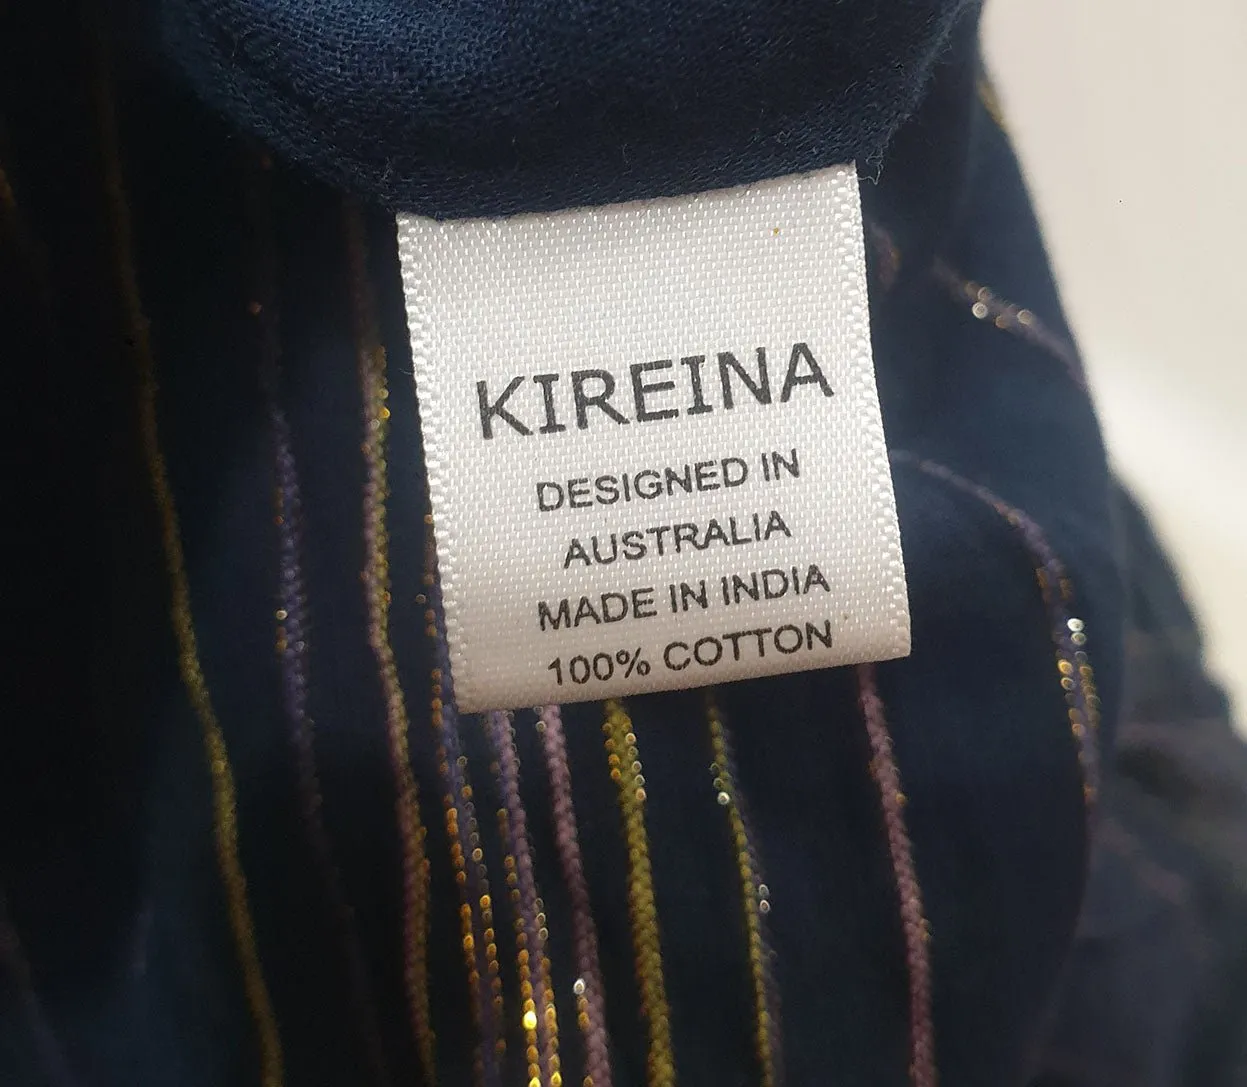 KIREINA
DESIGNED IN
AUSTRALIA
MADE IN INDIA
100% COTTON